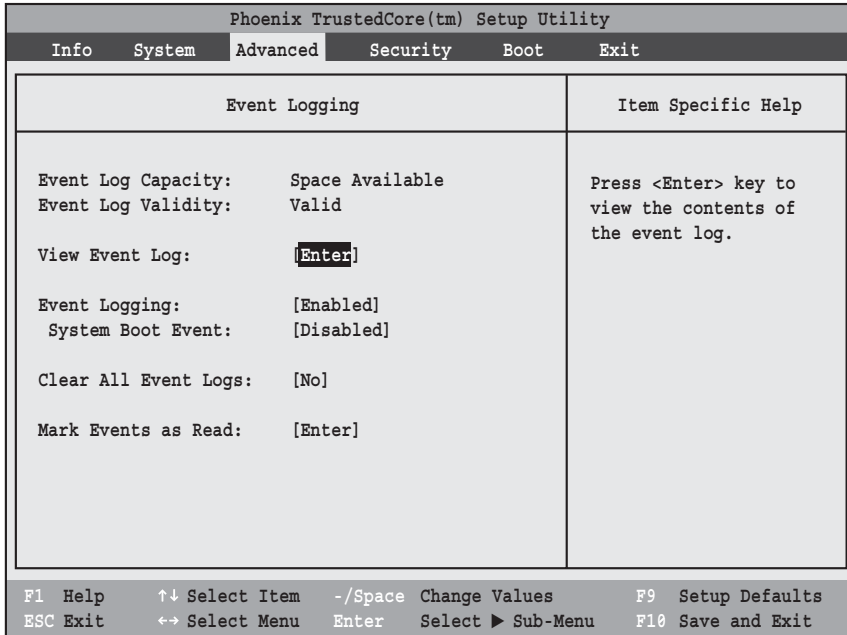 Phoenix TrustedCore(tm) Setup Utility
Info System Advanced Security Boot Exit
Event Logging
Event Log Capacity: Space Available
Event Log Validity: Valid
View Event Log: [Enter]
Event Logging: [Enabled]
System Boot Event: [Disabled]
Clear All Event Logs: [No]
Mark Events as Read: [Enter]
Item Specific Help
Press <Enter> key to
view the contents of
the event log.
F1 Help ↑↓ Select Item -/Space Change Values F9 Setup Defaults
ESC Exit ←→ Select Menu Enter Select ▶ Sub-Menu F10 Save and Exit